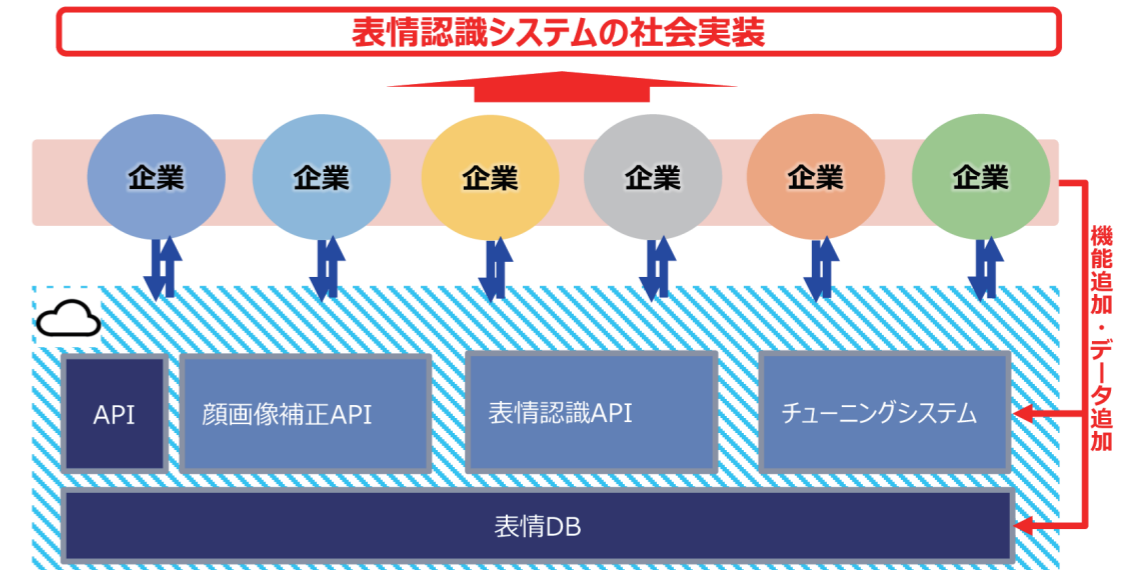 表情認識システムの社会実装
企業
企業
企業
企業
企業
企業
機能追加・データ追加
API
顔画像補正API
表情認識API
チューニングシステム
表情DB